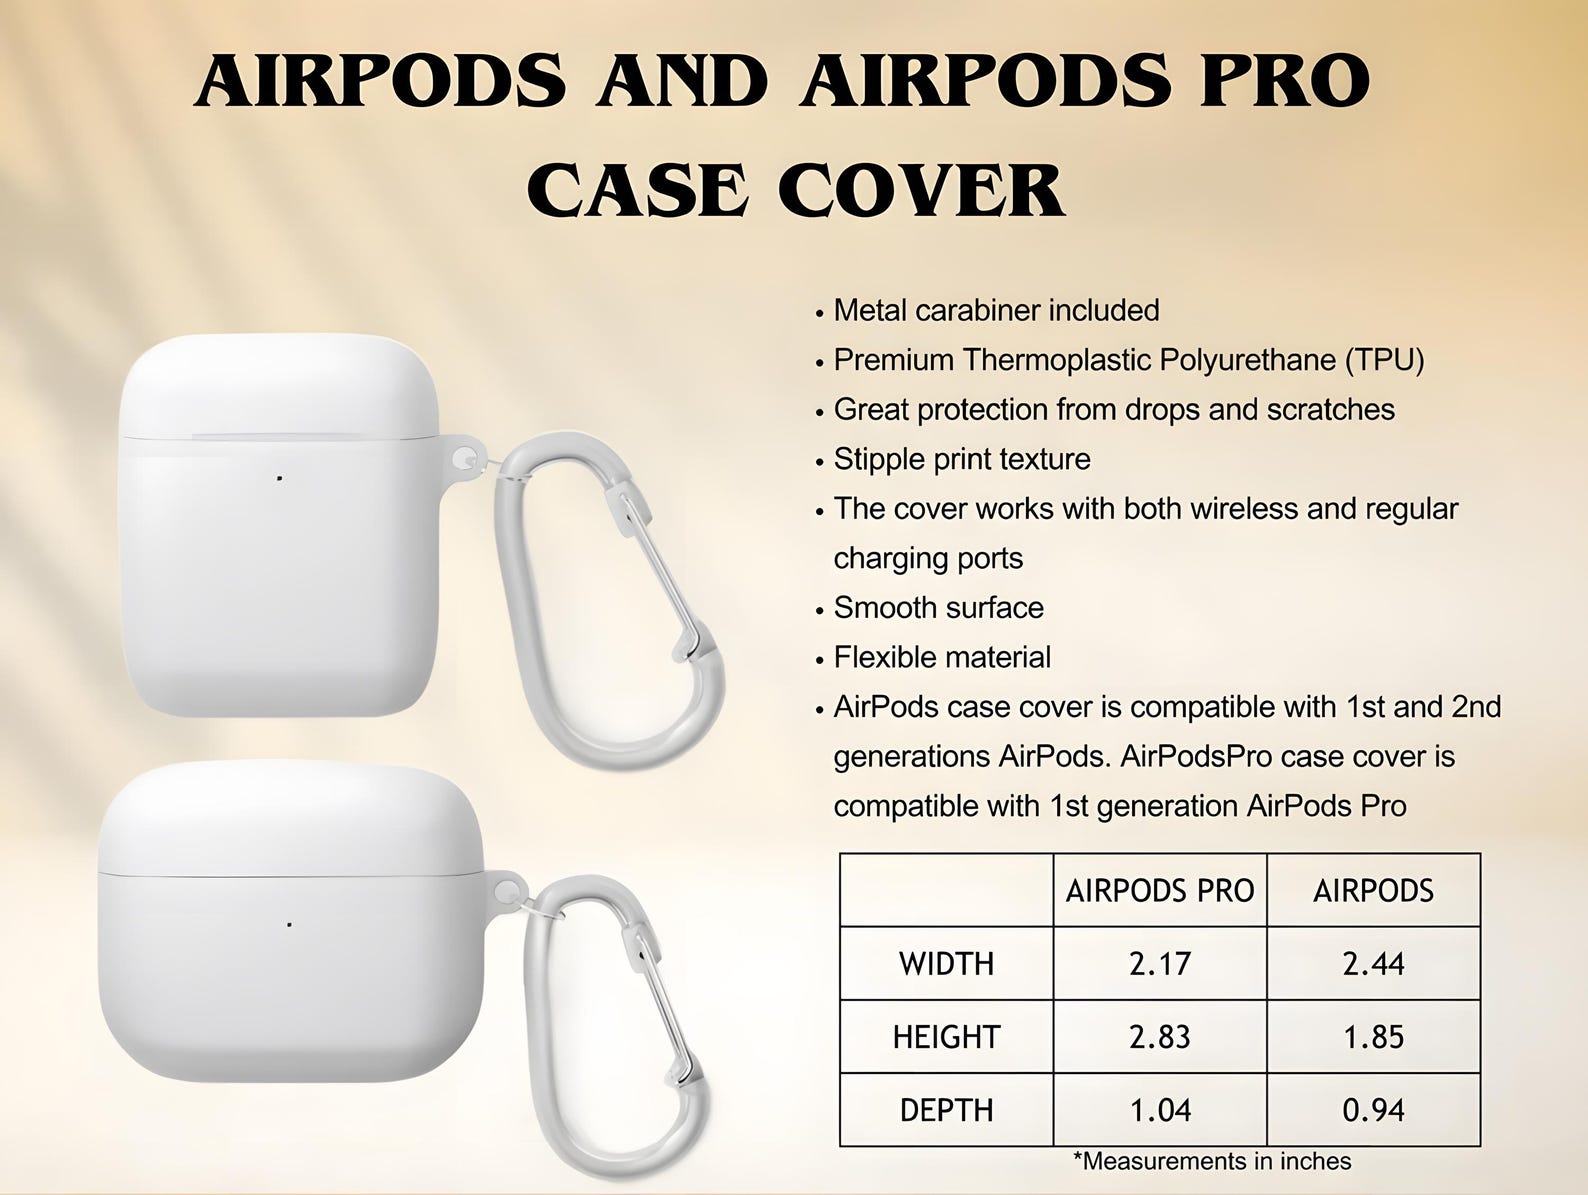 AIRPODS AND AIRPODS PRO
CASE COVER
• Metal carabiner included
• Premium Thermoplastic Polyurethane (TPU)
• Great protection from drops and scratches
• Stipple print texture
• The cover works with both wireless and regular
charging ports
• Smooth surface
• Flexible material
• AirPods case cover is compatible with 1st and 2nd
generations AirPods. AirPodsPro case cover is
compatible with 1st generation AirPods Pro
AIRPODS PRO AIRPODS
WIDTH 2.17 2.44
HEIGHT 2.83 1.85
DEPTH 1.04 0.94
*Measurements in inches